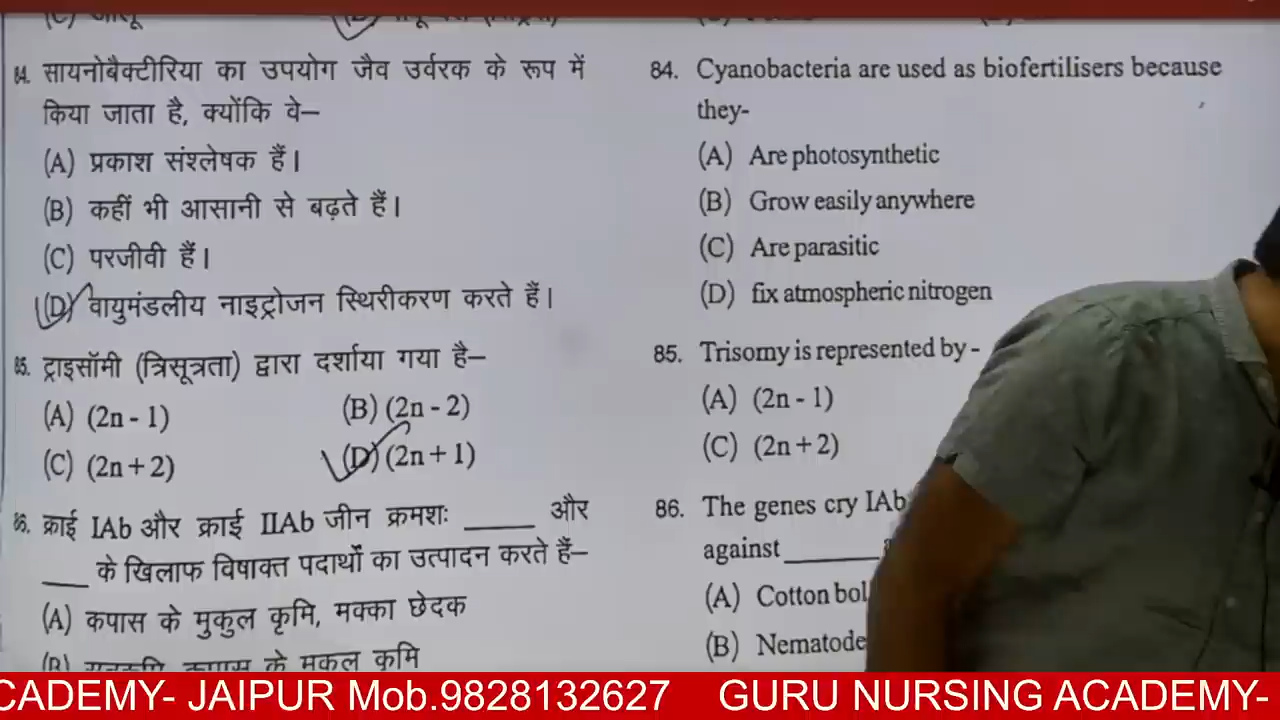 84. सायनोबैक्टीरिया का उपयोग जैव उर्वरक के रूप में
किया जाता है, क्योंकि वे–
(A) प्रकाश संश्लेषक हैं।
(B) कहीं भी आसानी से बढ़ते हैं।
(C) परजीवी हैं।
(D) वायुमंडलीय नाइट्रोजन स्थिरीकरण करते हैं।
85. ट्राइसॉमी (त्रिसूत्रता) द्वारा दर्शाया गया है–
(A) (2n - 1) (B) (2n - 2)
(C) (2n + 2) (D) (2n + 1)
86. क्राई IAb और क्राई IIAb जीन क्रमशः _____ और
___ के खिलाफ विषाक्त पदार्थों का उत्पादन करते हैं–
(A) कपास के मुकुल कृमि, मक्का छेदक
(B) कपास के मुकुल कृमि
84. Cyanobacteria are used as biofertilisers because
they-
(A) Are photosynthetic
(B) Grow easily anywhere
(C) Are parasitic
(D) fix atmospheric nitrogen
85. Trisomy is represented by -
(A) (2n - 1)
(C) (2n + 2)
86. The genes cry IAb
against _______
(A) Cotton
(B) Nematode
CADEMY- JAIPUR Mob.9828132627 GURU NURSING ACADEMY-